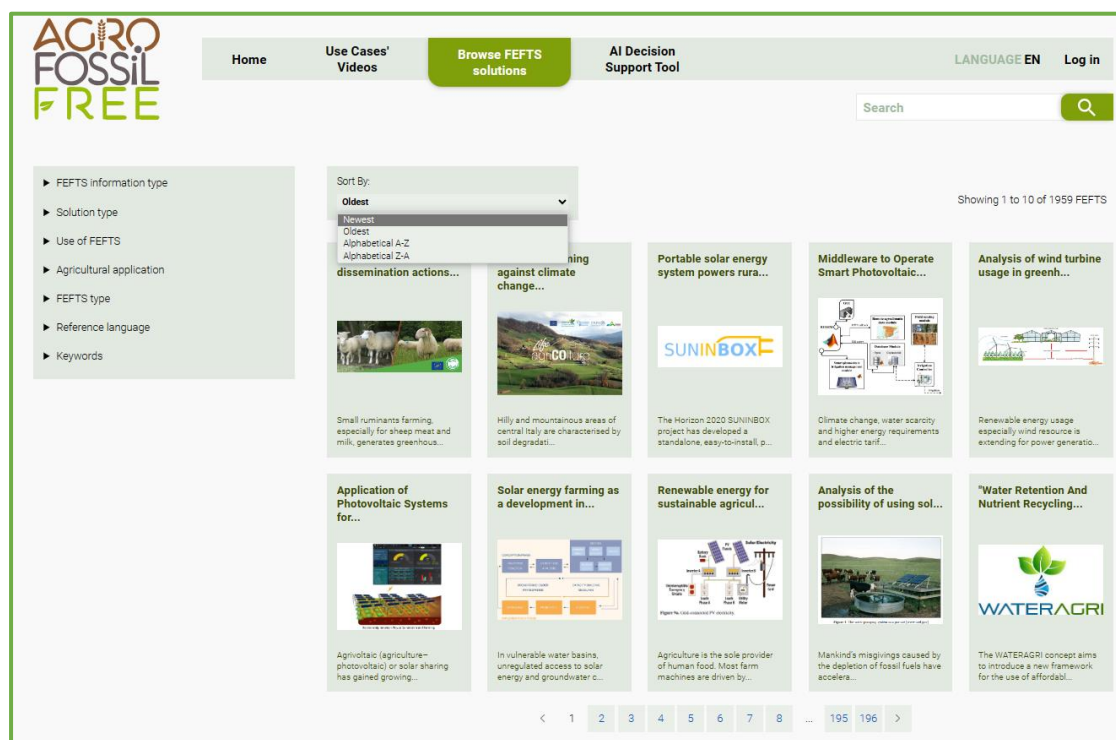 AGRO
FOSSIL
FREE
Home
Use Cases'
Videos
Browse FEFTS
solutions
AI Decision
Support Tool
LANGUAGE EN
Log in
Search
FEFTS information type
Solution type
Use of FEFTS
Agricultural application
FEFTS type
Reference language
Keywords
Sort By:
Oldest
Newest
Oldest
Alphabetical A-Z
Alphabetical Z-A
Showing 1 to 10 of 1959 FEFTS
dissemination actions...
Small ruminants farming,
especially for sheep meat and
milk, generates greenhous...
against climate
change...
Hilly and mountainous areas of
central Italy are characterised by
soil degradati...
Portable solar energy
system powers rura...
SUNINBOX
The Horizon 2020 SUNINBOX
project has developed a
standalone, easy-to-install, p...
Middleware to Operate
Smart Photovoltaic...
Climate change, water scarcity
and higher energy requirements
and electric tarif...
Analysis of wind turbine
usage in greenh...
Renewable energy usage
especially wind resource is
extending for power generatio...
Application of
Photovoltaic Systems
for...
Agrivoltaic (agriculture–
photovoltaic) or solar sharing
has gained growing...
Solar energy farming as
a development in...
In vulnerable water basins,
unregulated access to solar
energy and groundwater c...
Renewable energy for
sustainable agricul...
Solar Electricity
Agriculture is the sole provider
of human food. Most farm
machines are driven by...
Analysis of the
possibility of using sol...
Mankind's misgivings caused by
the depletion of fossil fuels have
accelera...
"Water Retention And
Nutrient Recycling...
WATERAGRI
The WATERAGRI concept aims
to introduce a new framework
for the use of affordabl...
< 1 2 3 4 5 6 7 8 ... 195 196 >